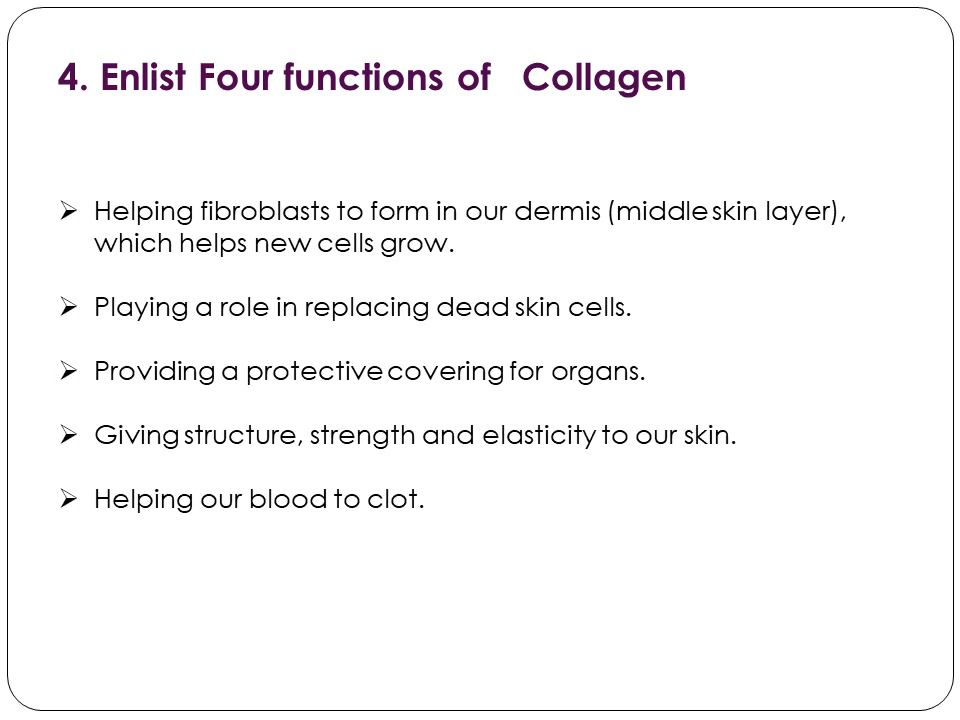 4. Enlist Four functions of Collagen
➢ Helping fibroblasts to form in our dermis (middle skin layer),
which helps new cells grow.
➢ Playing a role in replacing dead skin cells.
➢ Providing a protective covering for organs.
➢ Giving structure, strength and elasticity to our skin.
➢ Helping our blood to clot.